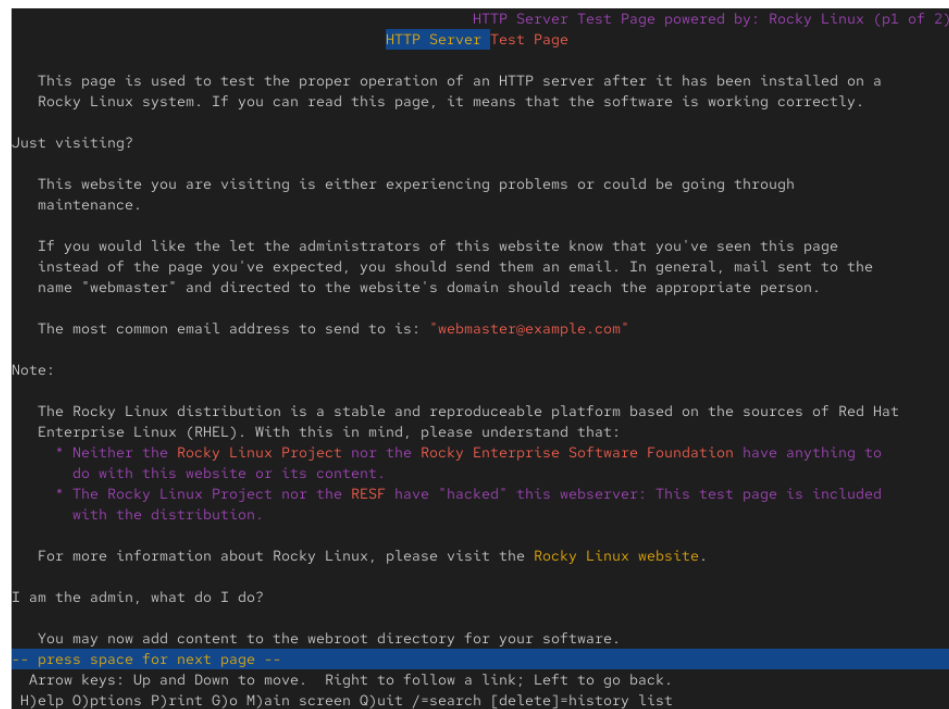 HTTP Server Test Page powered by: Rocky Linux (p1 of 2)
HTTP Server Test Page
This page is used to test the proper operation of an HTTP server after it has been installed on a
Rocky Linux system. If you can read this page, it means that the software is working correctly.
Just visiting?
This website you are visiting is either experiencing problems or could be going through
maintenance.
If you would like the let the administrators of this website know that you've seen this page
instead of the page you've expected, you should send them an email. In general, mail sent to the
name "webmaster" and directed to the website's domain should reach the appropriate person.
The most common email address to send to is: "webmaster@example.com"
Note:
The Rocky Linux distribution is a stable and reproduceable platform based on the sources of Red Hat
Enterprise Linux (RHEL). With this in mind, please understand that:
* Neither the Rocky Linux Project nor the Rocky Enterprise Software Foundation have anything to
do with this website or its content.
* The Rocky Linux Project nor the RESF have "hacked" this webserver: This test page is included
with the distribution.
For more information about Rocky Linux, please visit the Rocky Linux website.
I am the admin, what do I do?
You may now add content to the webroot directory for your software.
-- press space for next page --
Arrow keys: Up and Down to move.  Right to follow a link; Left to go back.
H)elp O)ptions P)rint G)o M)ain screen Q)uit /=search [delete]=history list